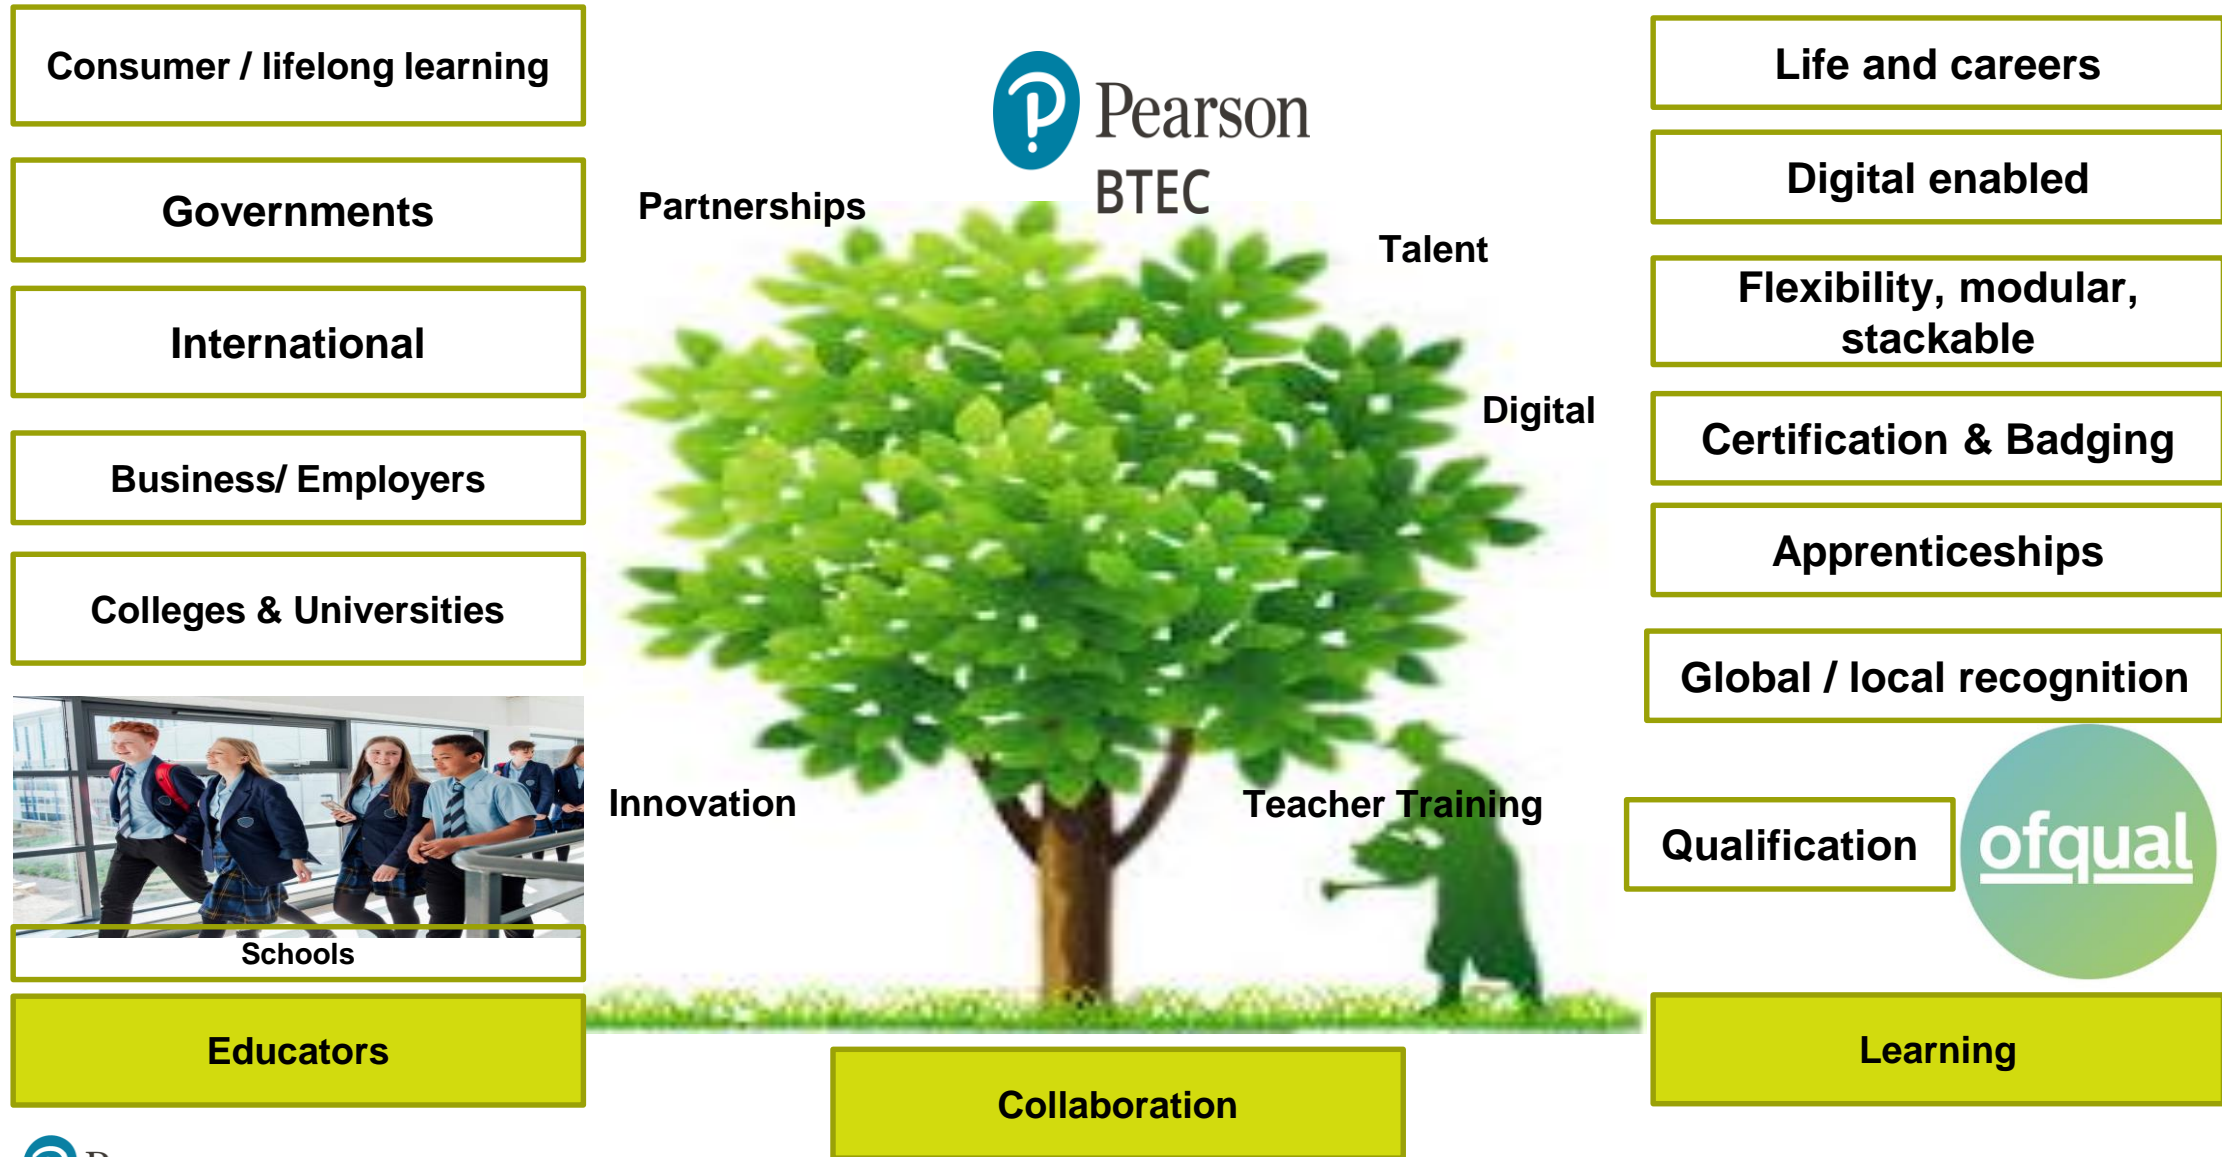 Consumer / lifelong learning
Governments
International
Business/ Employers
Colleges & Universities
Schools
Educators
Pearson
BTEC
Partnerships
Talent
Digital
Innovation
Teacher Training
Collaboration
Life and careers
Digital enabled
Flexibility, modular,
stackable
Certification & Badging
Apprenticeships
Global / local recognition
Qualification
ofqual
Learning